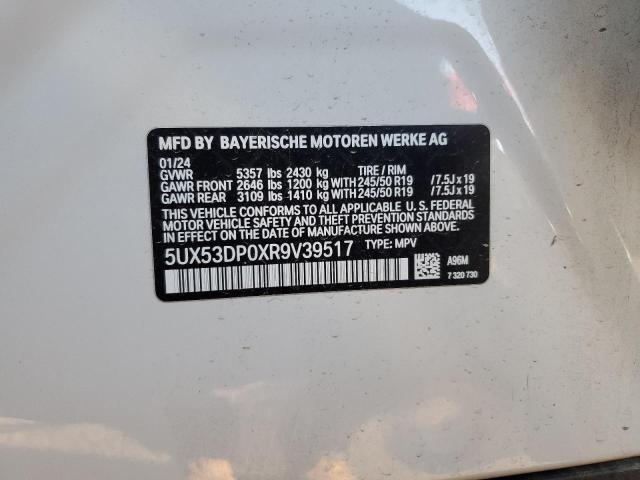 MFD BY BAYERISCHE MOTOREN WERKE AG
01/24
GVWR 5357 lbs 2430 kg TIRE / RIM
GAWR FRONT 2646 lbs 1200 kg WITH 245/50 R19 /7.5J x 19
GAWR REAR 3109 lbs 1410 kg WITH 245/50 R19 /7.5J x 19
THIS VEHICLE CONFORMS TO ALL APPLICABLE U. S. FEDERAL
MOTOR VEHICLE SAFETY AND THEFT PREVENTION STANDARDS
IN EFFECT ON THE DATE OF MANUFACTURE SHOWN ABOVE.
5UX53DP0XR9V39517 TYPE: MPV
A96M
7 320 730